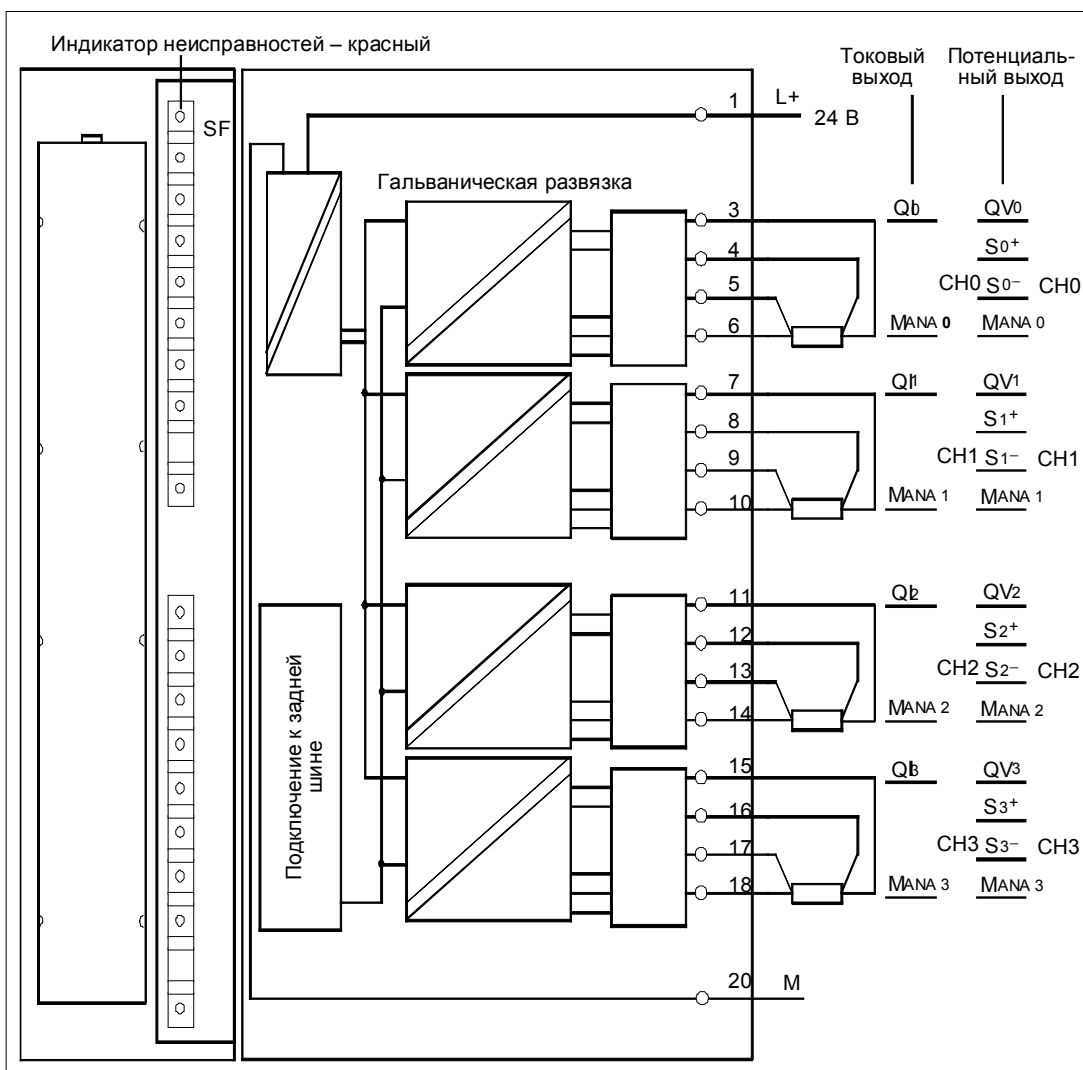 Индикатор неисправностей – красный
Токовый выход
Потенциаль-
ный выход
SF
1
L+
24 В
Гальваническая развязка
3
QI0
QV0
4
S0+
5
CH0 S0– CH0
6
MANA 0
MANA 0
7
QI1
QV1
8
S1+
9
CH1 S1– CH1
10
MANA 1
MANA 1
11
QI2
QV2
12
S2+
13
CH2 S2– CH2
14
MANA 2
MANA 2
15
QI3
QV3
16
S3+
17
CH3 S3– CH3
18
MANA 3
MANA 3
Подключение к задней
шине
20
M